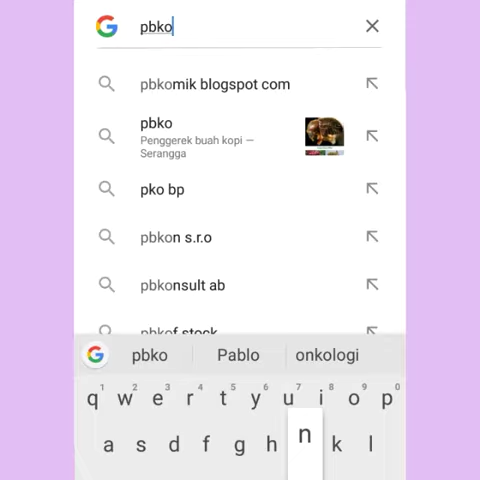 pbko
pbkomik blogspot com
pbko
Penggerek buah kopi —
Serangga
pko bp
pbkon s.r.o
pbkonsult ab
pbkof stock
pbko Pablo onkologi
1 2 3 4 5 6 7 8 9 0
q w e r t y u i o p
a s d f g h k l
n